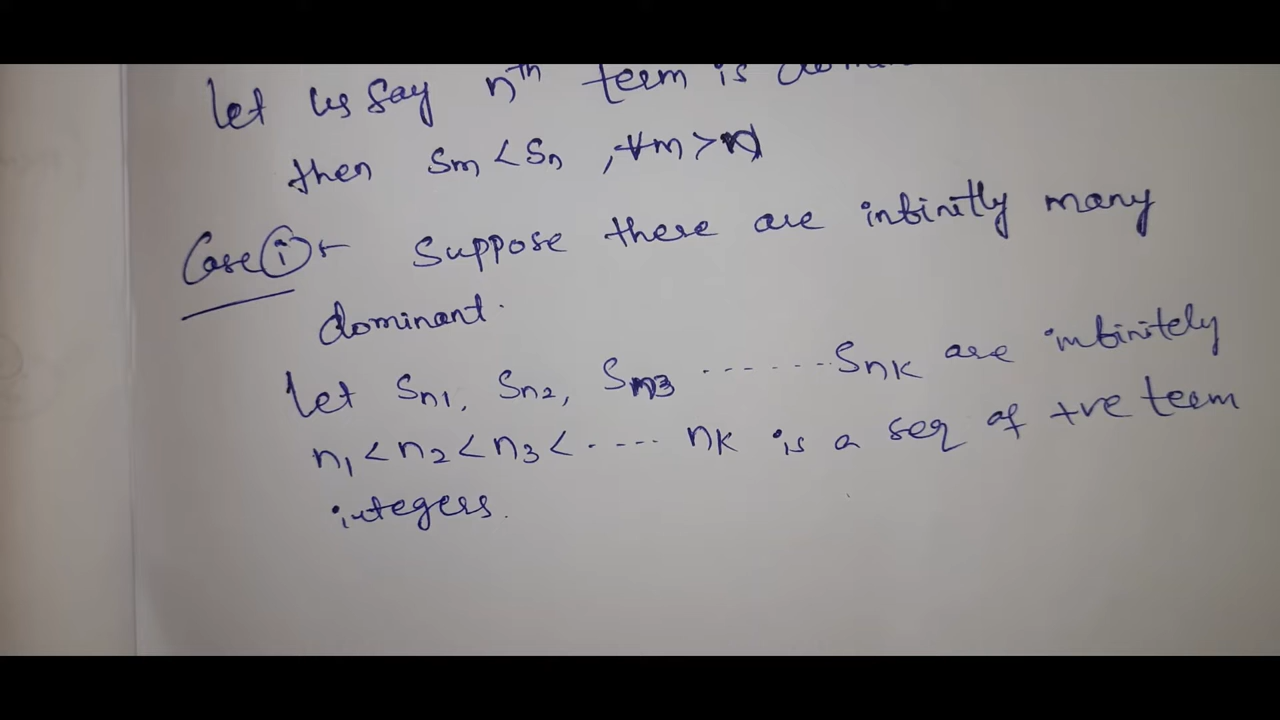 Let us say nth term is
then Sm < Sn , ∀m > n
Case (i) :- Suppose there are infinitly many
dominant.
Let Sn1, Sn2, Sn3 ........ SnK are infinitely
n1 < n2 < n3 < ..... nK is a seq of +ve term
integers.